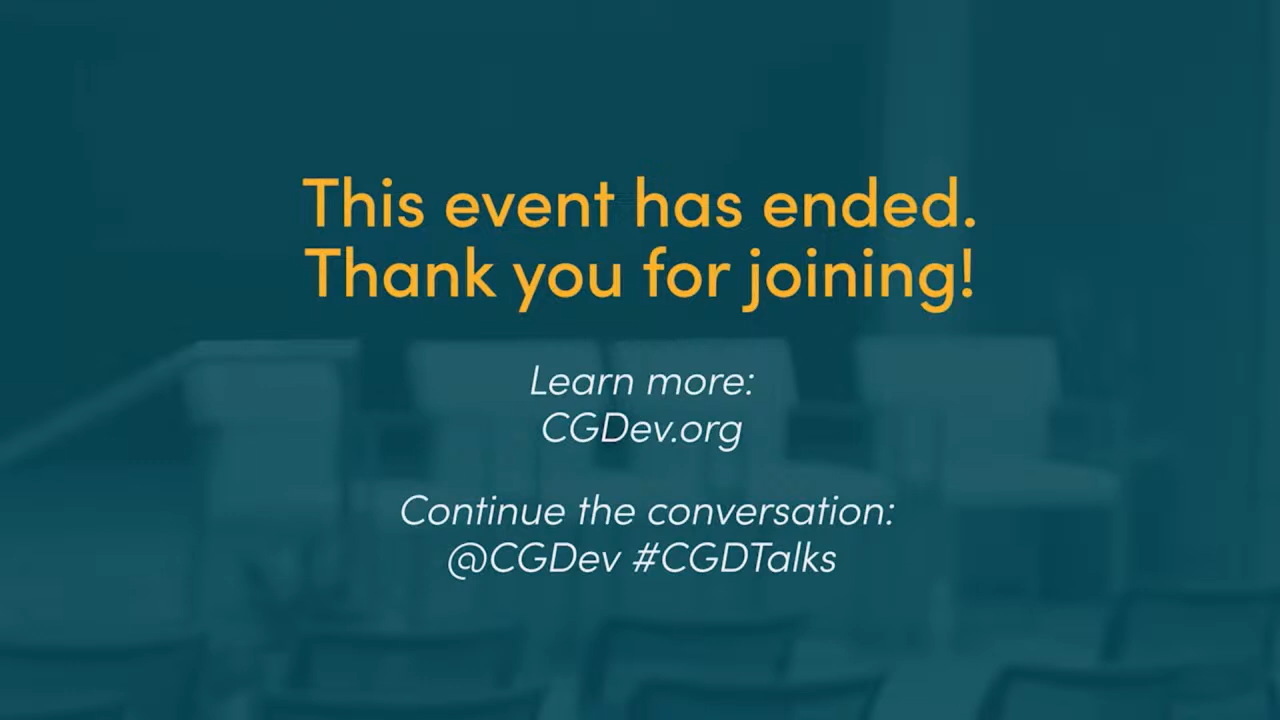 This event has ended.
Thank you for joining!
Learn more:
CGDev.org
Continue the conversation:
@CGDev #CGDTalks